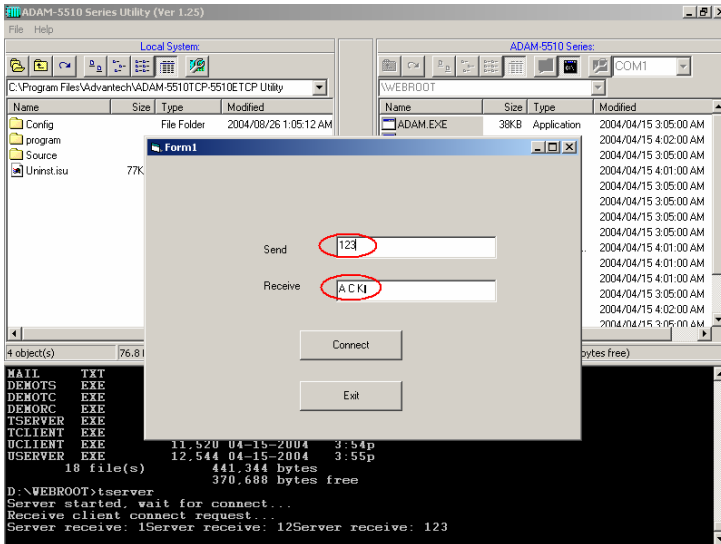 ADAM-5510 Series Utility (Ver 1.25)
File Help
Local System:
ADAM-5510 Series:
COM1
C:\Program Files\Advantech\ADAM-5510TCP-5510ETCP Utility
\WEBROOT
Name Size Type Modified
Name Size Type Modified
Config File Folder 2004/08/26 1:05:12 AM
ADAM.EXE 38KB Application 2004/04/15 3:05:00 AM
program
2004/04/15 4:02:00 AM
Source
2004/04/15 3:05:00 AM
Uninst.isu 77K
2004/04/15 4:01:00 AM
2004/04/15 3:05:00 AM
2004/04/15 3:05:00 AM
2004/04/15 3:05:00 AM
2004/04/15 3:05:00 AM
2004/04/15 4:01:00 AM
2004/04/15 4:01:00 AM
2004/04/15 4:01:00 AM
2004/04/15 3:05:00 AM
2004/04/15 4:02:00 AM
2004/04/15 3:05:00 AM
Form1
Send 123
Receive A C K
Connect
Exit
4 object(s) 76.8
ytes free)
MAIL TXT
DEMOTS EXE
DEMOTC EXE
DEMORC EXE
TSERVER EXE
TCLIENT EXE
UCLIENT EXE 11,520 04-15-2004 3:54p
USERVER EXE 12,544 04-15-2004 3:55p
18 file(s) 441,344 bytes
370,688 bytes free
D:\WEBROOT>tserver
Server started, wait for connect...
Receive client connect request...
Server receive: 1Server receive: 12Server receive: 123